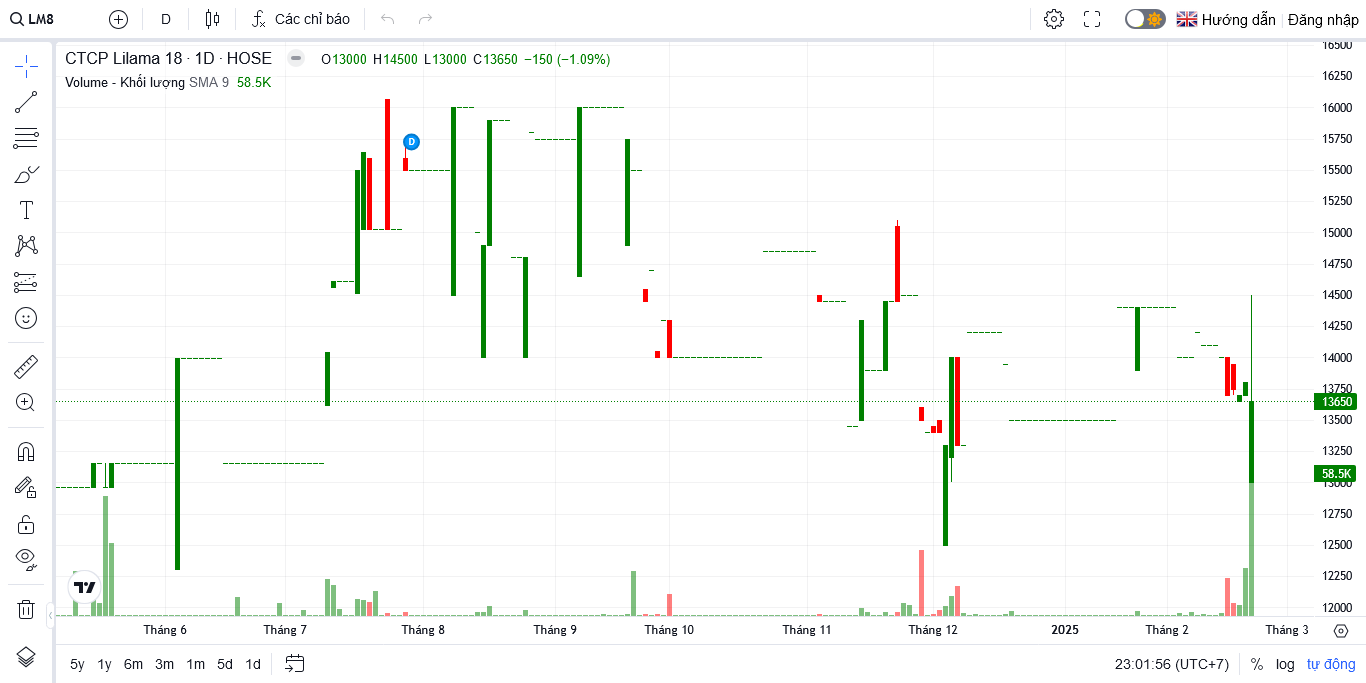 LM8 D Các chỉ báo Hướng dẫn Đăng nhập
CTCP Lilama 18 · 1D · HOSE O13000 H14500 L13000 C13650 −150 (−1.09%)
Volume - Khối lượng SMA 9 58.5K
D
16500
16250
16000
15750
15500
15250
15000
14750
14500
14250
14000
13750
13650
13500
13250
58.5K
13000
12750
12500
12250
12000
Tháng 6 Tháng 7 Tháng 8 Tháng 9 Tháng 10 Tháng 11 Tháng 12 2025 Tháng 2 Tháng 3
5y 1y 6m 3m 1m 5d 1d 23:01:56 (UTC+7) % log tự động